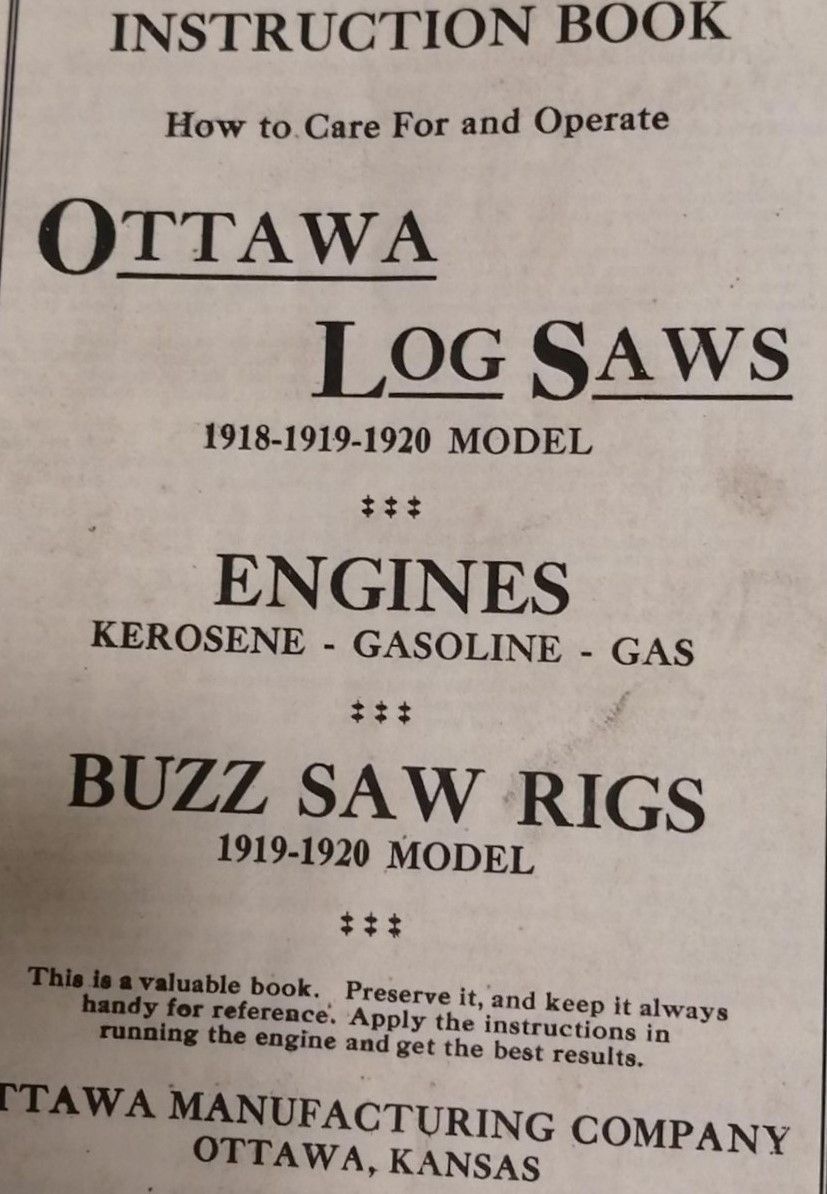 INSTRUCTION BOOK
How to Care For and Operate
OTTAWA
LOG SAWS
1918-1919-1920 MODEL
‡ ‡ ‡
ENGINES
KEROSENE - GASOLINE - GAS
‡ ‡ ‡
BUZZ SAW RIGS
1919-1920 MODEL
‡ ‡ ‡
This is a valuable book. Preserve it, and keep it always
handy for reference. Apply the instructions in
running the engine and get the best results.
TTAWA MANUFACTURING COMPANY
OTTAWA, KANSAS